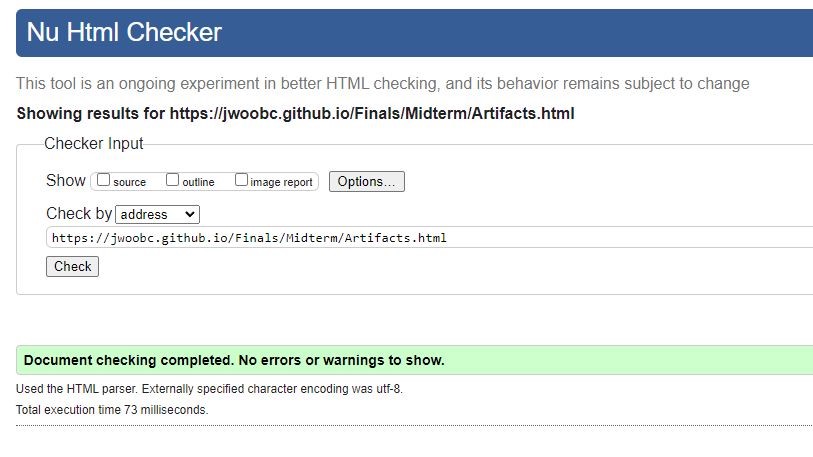 Nu Html Checker
This tool is an ongoing experiment in better HTML checking, and its behavior remains subject to change
Showing results for https://jwoobc.github.io/Finals/Midterm/Artifacts.html
Checker Input
Show source outline image report Options...
Check by address
https://jwoobc.github.io/Finals/Midterm/Artifacts.html
Check
Document checking completed. No errors or warnings to show.
Used the HTML parser. Externally specified character encoding was utf-8.
Total execution time 73 milliseconds.